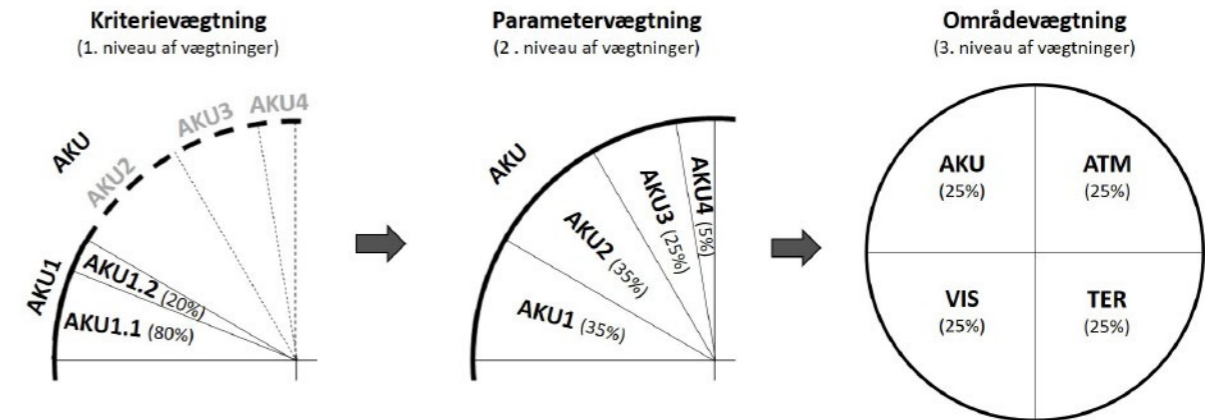 Kriterievægtning
(1. niveau af vægtninger)
AKU
AKU1
AKU2
AKU3
AKU4
AKU1.2 (20%)
AKU1.1 (80%)
Parametervægtning
(2 . niveau af vægtninger)
AKU
AKU1 (35%)
AKU2 (35%)
AKU3 (25%)
AKU4 (5%)
Områdevægtning
(3. niveau af vægtninger)
AKU
(25%)
ATM
(25%)
VIS
(25%)
TER
(25%)